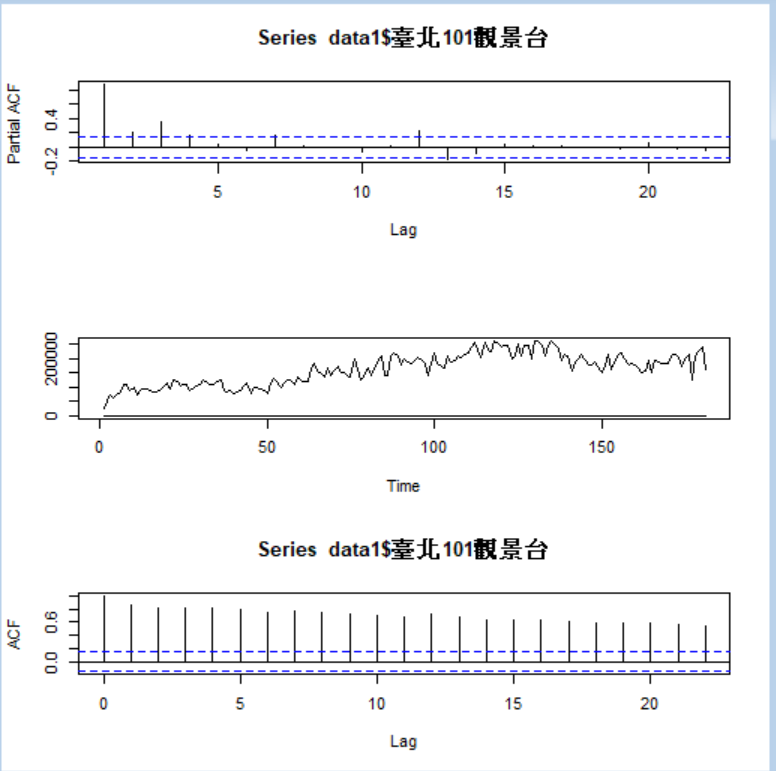 Series data1$臺北101觀景台
Partial ACF
0.4
-0.2
5 10 15 20
Lag
200000
0
0 50 100 150
Time
Series data1$臺北101觀景台
ACF
0.6
0.0
0 5 10 15 20
Lag